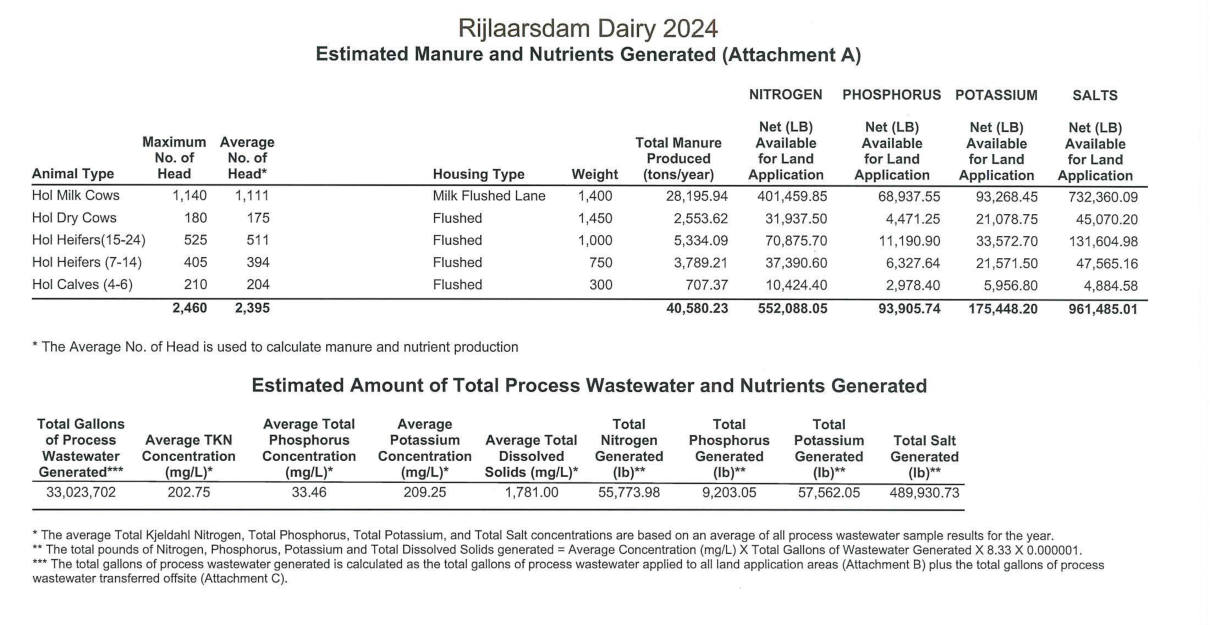 Rijlaarsdam Dairy 2024
Estimated Manure and Nutrients Generated (Attachment A)
NITROGEN PHOSPHORUS POTASSIUM SALTS
Animal Type Maximum No. of Head Average No. of Head* Housing Type Weight Total Manure Produced (tons/year) Net (LB) Available for Land Application Net (LB) Available for Land Application Net (LB) Available for Land Application Net (LB) Available for Land Application
Hol Milk Cows 1,140 1,111 Milk Flushed Lane 1,400 28,195.94 401,459.85 68,937.55 93,268.45 732,360.09
Hol Dry Cows 180 175 Flushed 1,450 2,553.62 31,937.50 4,471.25 21,078.75 45,070.20
Hol Heifers(15-24) 525 511 Flushed 1,000 5,334.09 70,875.70 11,190.90 33,572.70 131,604.98
Hol Heifers (7-14) 405 394 Flushed 750 3,789.21 37,390.60 6,327.64 21,571.50 47,565.16
Hol Calves (4-6) 210 204 Flushed 300 707.37 10,424.40 2,978.40 5,956.80 4,884.58
2,460 2,395 40,580.23 552,088.05 93,905.74 175,448.20 961,485.01
* The Average No. of Head is used to calculate manure and nutrient production
Estimated Amount of Total Process Wastewater and Nutrients Generated
Total Gallons of Process Wastewater Generated*** Average TKN Concentration (mg/L)* Average Total Phosphorus Concentration (mg/L)* Average Potassium Concentration (mg/L)* Average Total Dissolved Solids (mg/L)* Total Nitrogen Generated (lb)** Total Phosphorus Generated (lb)** Total Potassium Generated (lb)** Total Salt Generated (lb)**
33,023,702 202.75 33.46 209.25 1,781.00 55,773.98 9,203.05 57,562.05 489,930.73
* The average Total Kjeldahl Nitrogen, Total Phosphorus, Total Potassium, and Total Salt concentrations are based on an average of all process wastewater sample results for the year.
** The total pounds of Nitrogen, Phosphorus, Potassium and Total Dissolved Solids generated = Average Concentration (mg/L) X Total Gallons of Wastewater Generated X 8.33 X 0.000001.
*** The total gallons of process wastewater generated is calculated as the total gallons of process wastewater applied to all land application areas (Attachment B) plus the total gallons of process
wastewater transferred offsite (Attachment C).